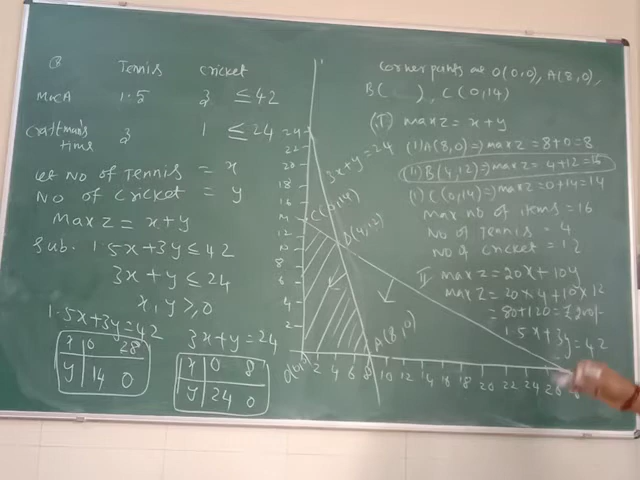 Q Tennis Cricket
M/cA 1.5 3 ≤ 42
Craftman's time 3 1 ≤ 24
Let No of Tennis = x
No of Cricket = y
Max z = x + y
Sub. 1.5x + 3y ≤ 42
3x + y ≤ 24
x, y ≥ 0
1.5x + 3y = 42
x 0 28
y 14 0
3x + y = 24
x 0 8
y 24 0
24
22
20
18
16
C(0,14)
12
10
8
6
4
2
3x + y = 24
B(4,12)
A(8,0)
2 4 6 8 10 12 14 16 18 20 22 24 26
Corner points are O(0,0), A(8,0),
B( ), C(0,14)
(I) max z = x + y
(1) A(8,0) => max z = 8+0 = 8
(1) B(4,12) => max z = 4+12 = 16
(1) C(0,14) => max z = 0+14 = 14
Max no of items = 16
No of Tennis = 4
No of Cricket = 12
II max z = 20x + 10y
Max z = 20 x 4 + 10 x 12
= 80 + 120 = ₹ 200/-
1.5x + 3y = 42